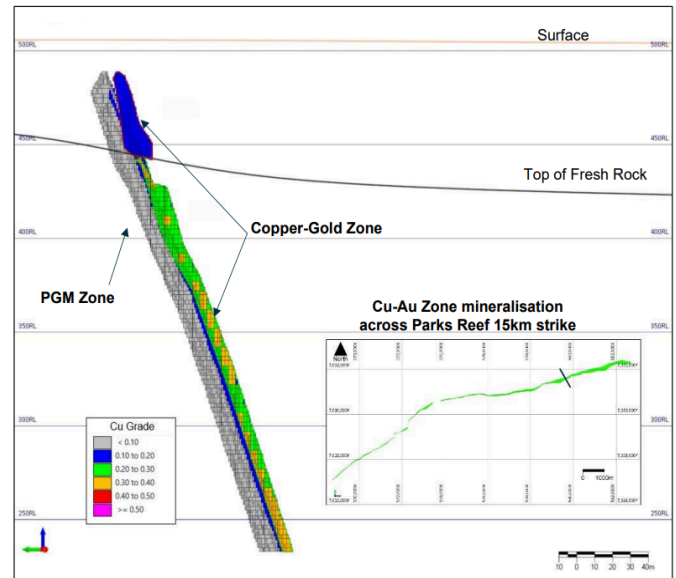 Surface
500RL
500RL
450RL
450RL
Top of Fresh Rock
400RL
400RL
Copper-Gold Zone
PGM Zone
Cu-Au Zone mineralisation
across Parks Reef 15km strike
350RL
North
300RL
Cu Grade
< 0.10
0.10 to 0.20
0.20 to 0.30
0.30 to 0.40
0.40 to 0.50
>= 0.50
0 1000m
250RL
250RL
10 0 10 20 30 40m